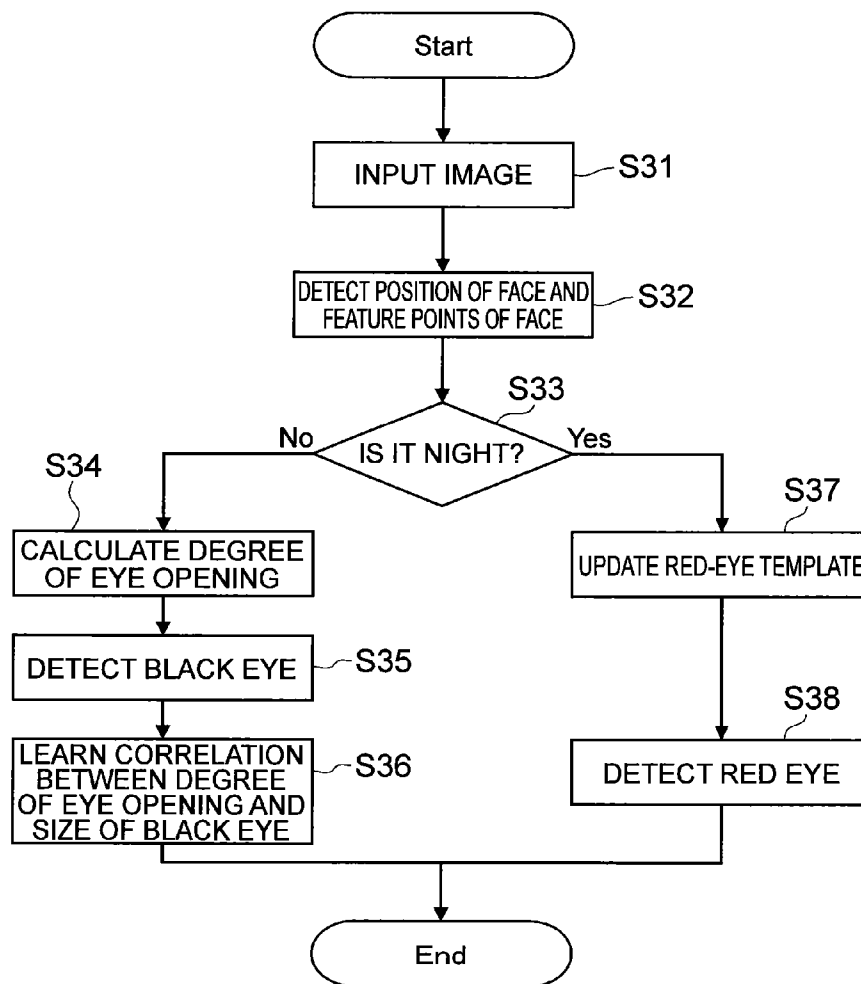 Start
INPUT IMAGE
S31
DETECT POSITION OF FACE AND
FEATURE POINTS OF FACE
S32
S33
IS IT NIGHT?
No
Yes
S34
CALCULATE DEGREE
OF EYE OPENING
DETECT BLACK EYE
S35
LEARN CORRELATION
BETWEEN DEGREE
OF EYE OPENING AND
SIZE OF BLACK EYE
S36
S37
UPDATE RED-EYE TEMPLATE
S38
DETECT RED EYE
End